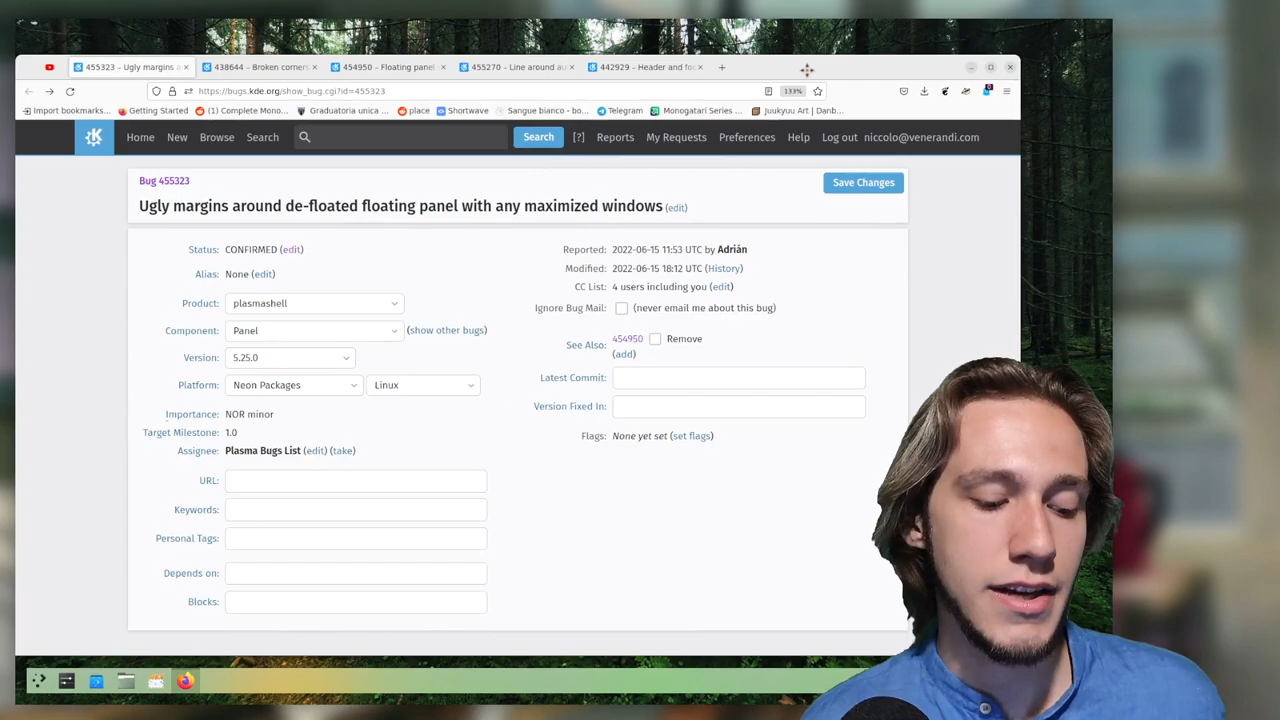 455323 – Ugly margins a
438644 – Broken corners
454950 – Floating panel
455270 – Line around au
442929 – Header and foo
https://bugs.kde.org/show_bug.cgi?id=455323
133%
Import bookmarks...
Getting Started
(1) Complete Mono...
Graduatoria unica ...
place
Shortwave
Sangue bianco - bo...
Telegram
Monogatari Series ...
Juukyuu Art | Danb...
Home
New
Browse
Search
Search
[?]
Reports
My Requests
Preferences
Help
Log out niccolo@venerandi.com
Bug 455323
Save Changes
Ugly margins around de-floated floating panel with any maximized windows (edit)
Status: CONFIRMED (edit)
Alias: None (edit)
Product: plasmashell
Component: Panel (show other bugs)
Version: 5.25.0
Platform: Neon Packages Linux
Importance: NOR minor
Target Milestone: 1.0
Assignee: Plasma Bugs List (edit) (take)
URL:
Keywords:
Personal Tags:
Depends on:
Blocks:
Reported: 2022-06-15 11:53 UTC by Adrián
Modified: 2022-06-15 18:12 UTC (History)
CC List: 4 users including you (edit)
Ignore Bug Mail: (never email me about this bug)
See Also: 454950 Remove
(add)
Latest Commit:
Version Fixed In:
Flags: None yet set (set flags)